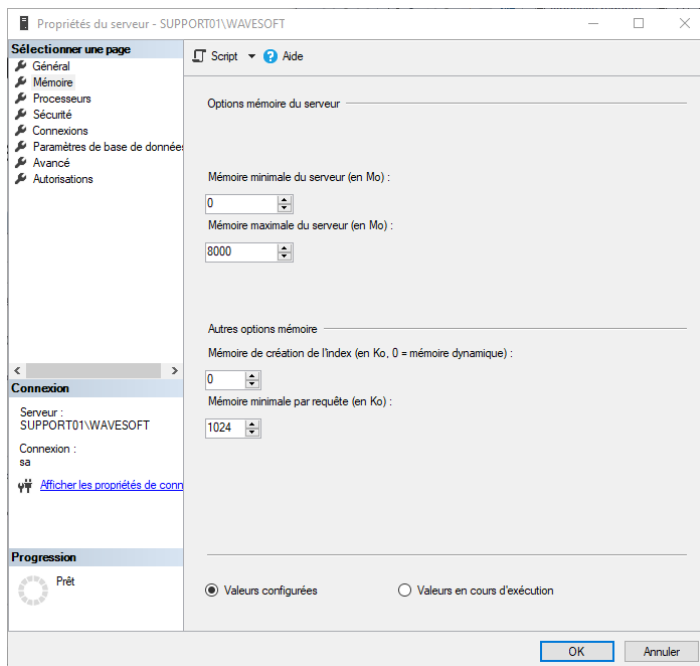 Propriétés du serveur - SUPPORT01\WAVESOFT
Sélectionner une page
Général
Mémoire
Processeurs
Sécurité
Connexions
Paramètres de base de données
Avancé
Autorisations
Script
Aide
Options mémoire du serveur
Mémoire minimale du serveur (en Mo) :
0
Mémoire maximale du serveur (en Mo) :
8000
Autres options mémoire
Mémoire de création de l'index (en Ko, 0 = mémoire dynamique) :
0
Mémoire minimale par requête (en Ko) :
1024
Connexion
Serveur :
SUPPORT01\WAVESOFT
Connexion :
sa
Afficher les propriétés de conn
Progression
Prêt
Valeurs configurées
Valeurs en cours d'exécution
OK
Annuler